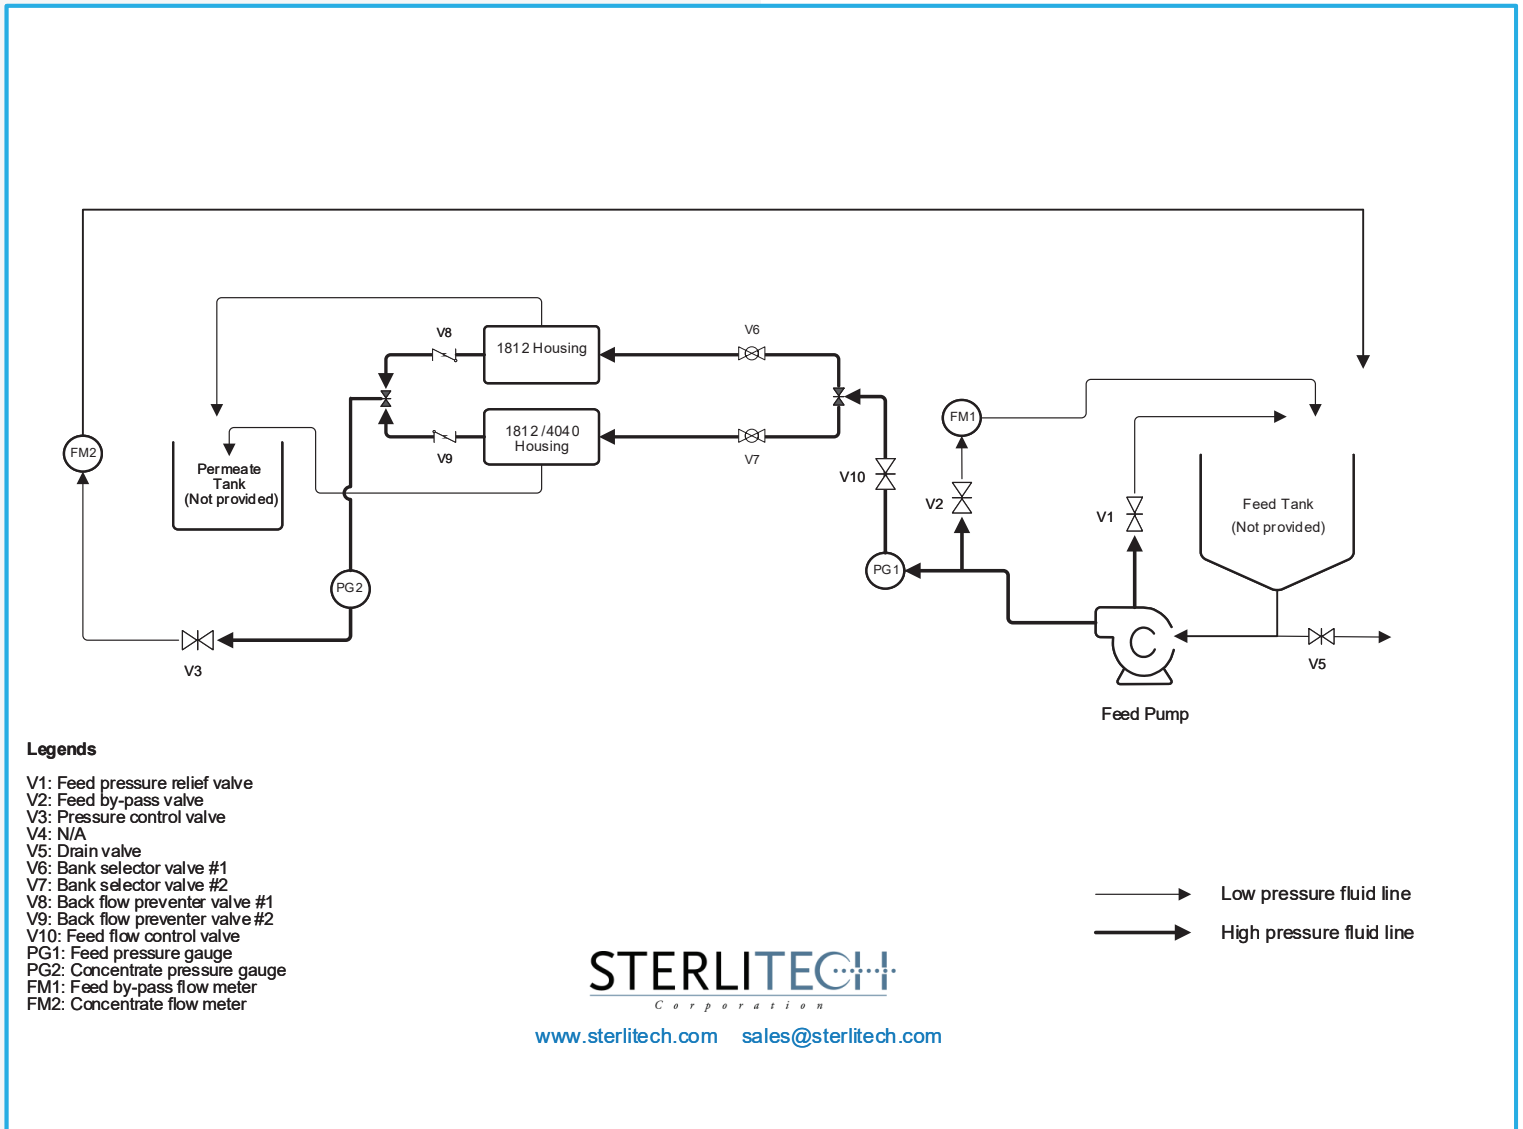 V8
V6
1812 Housing
1812/4040
Housing
V9
V7
FM1
FM2
Permeate
Tank
(Not provided)
V10
V2
V1
Feed Tank
(Not provided)
PG1
PG2
V3
V5
Feed Pump
Legends
V1: Feed pressure relief valve
V2: Feed by-pass valve
V3: Pressure control valve
V4: N/A
V5: Drain valve
V6: Bank selector valve #1
V7: Bank selector valve #2
V8: Back flow preventer valve #1
V9: Back flow preventer valve #2
V10: Feed flow control valve
PG1: Feed pressure gauge
PG2: Concentrate pressure gauge
FM1: Feed by-pass flow meter
FM2: Concentrate flow meter
Low pressure fluid line
High pressure fluid line
STERLITECH
Corporation
www.sterlitech.com sales@sterlitech.com